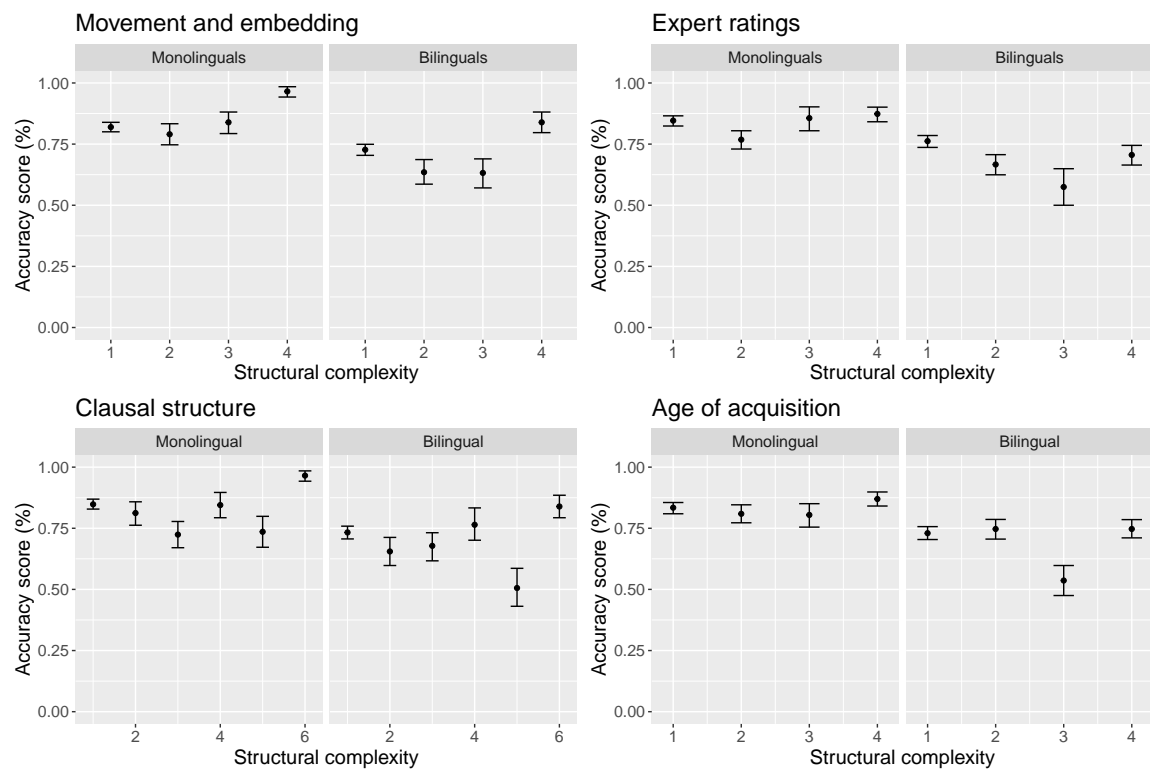 Movement and embedding
Monolinguals
Bilinguals
Accuracy score (%)
1.00
0.75
0.50
0.25
0.00
1 2 3 4
1 2 3 4
Structural complexity
Expert ratings
Monolinguals
Bilinguals
Accuracy score (%)
1.00
0.75
0.50
0.25
0.00
1 2 3 4
1 2 3 4
Structural complexity
Clausal structure
Monolingual
Bilingual
Accuracy score (%)
1.00
0.75
0.50
0.25
0.00
2 4 6
2 4 6
Structural complexity
Age of acquisition
Monolingual
Bilingual
Accuracy score (%)
1.00
0.75
0.50
0.25
0.00
1 2 3 4
1 2 3 4
Structural complexity